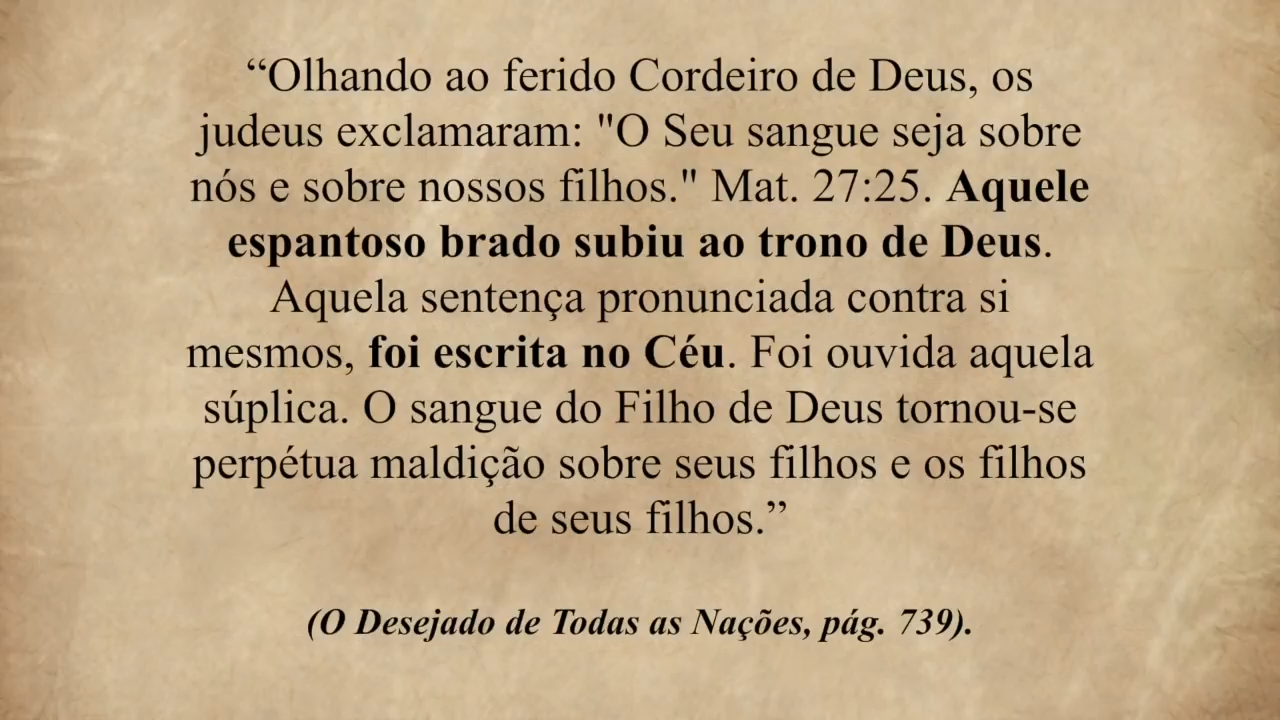 “Olhando ao ferido Cordeiro de Deus, os
judeus exclamaram: "O Seu sangue seja sobre
nós e sobre nossos filhos." Mat. 27:25. Aquele
espantoso brado subiu ao trono de Deus.
Aquela sentença pronunciada contra si
mesmos, foi escrita no Céu. Foi ouvida aquela
súplica. O sangue do Filho de Deus tornou-se
perpétua maldição sobre seus filhos e os filhos
de seus filhos.”
(O Desejado de Todas as Nações, pág. 739).